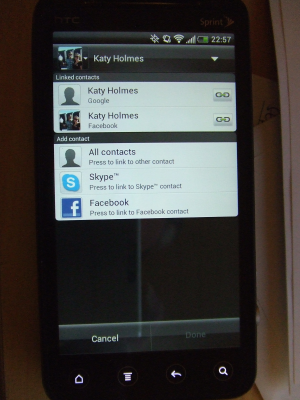 hTC
Sprint
22:57
Katy Holmes
Linked contacts
Katy Holmes
Google
Katy Holmes
Facebook
Add contact
All contacts
Press to link to other contact
Skype™
Press to link to Skype™ contact
Facebook
Press to link to Facebook contact
Cancel
Done